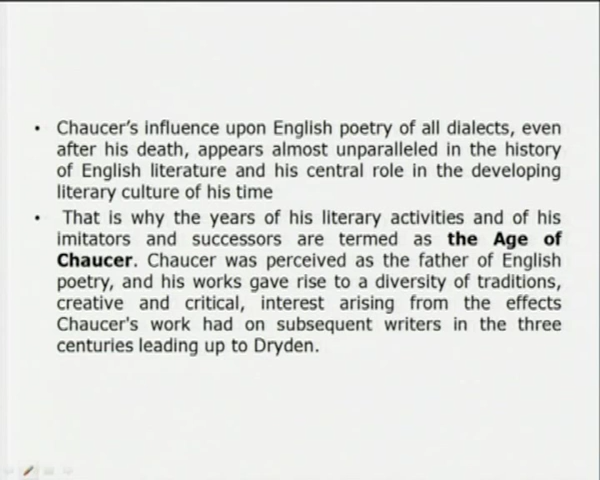 • Chaucer's influence upon English poetry of all dialects, even
after his death, appears almost unparalleled in the history
of English literature and his central role in the developing
literary culture of his time
• That is why the years of his literary activities and of his
imitators and successors are termed as the Age of
Chaucer. Chaucer was perceived as the father of English
poetry, and his works gave rise to a diversity of traditions,
creative and critical, interest arising from the effects
Chaucer's work had on subsequent writers in the three
centuries leading up to Dryden.